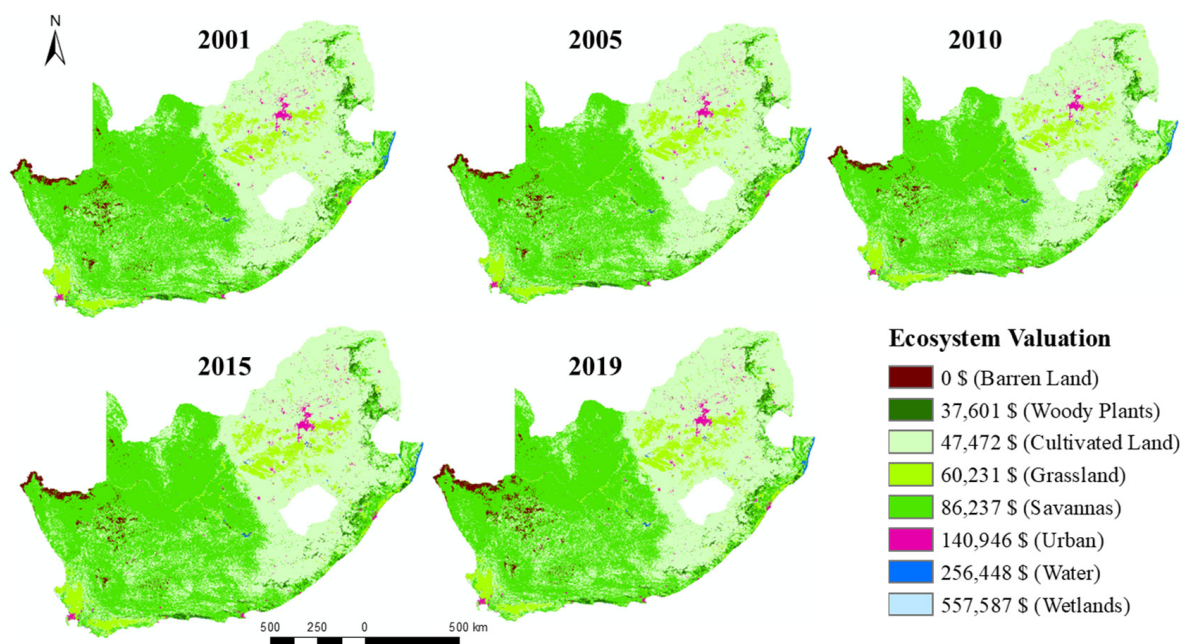 N
2001
2005
2010
2015
2019
Ecosystem Valuation
0 $ (Barren Land)
37,601 $ (Woody Plants)
47,472 $ (Cultivated Land)
60,231 $ (Grassland)
86,237 $ (Savannas)
140,946 $ (Urban)
256,448 $ (Water)
557,587 $ (Wetlands)
500 250 0 500 km